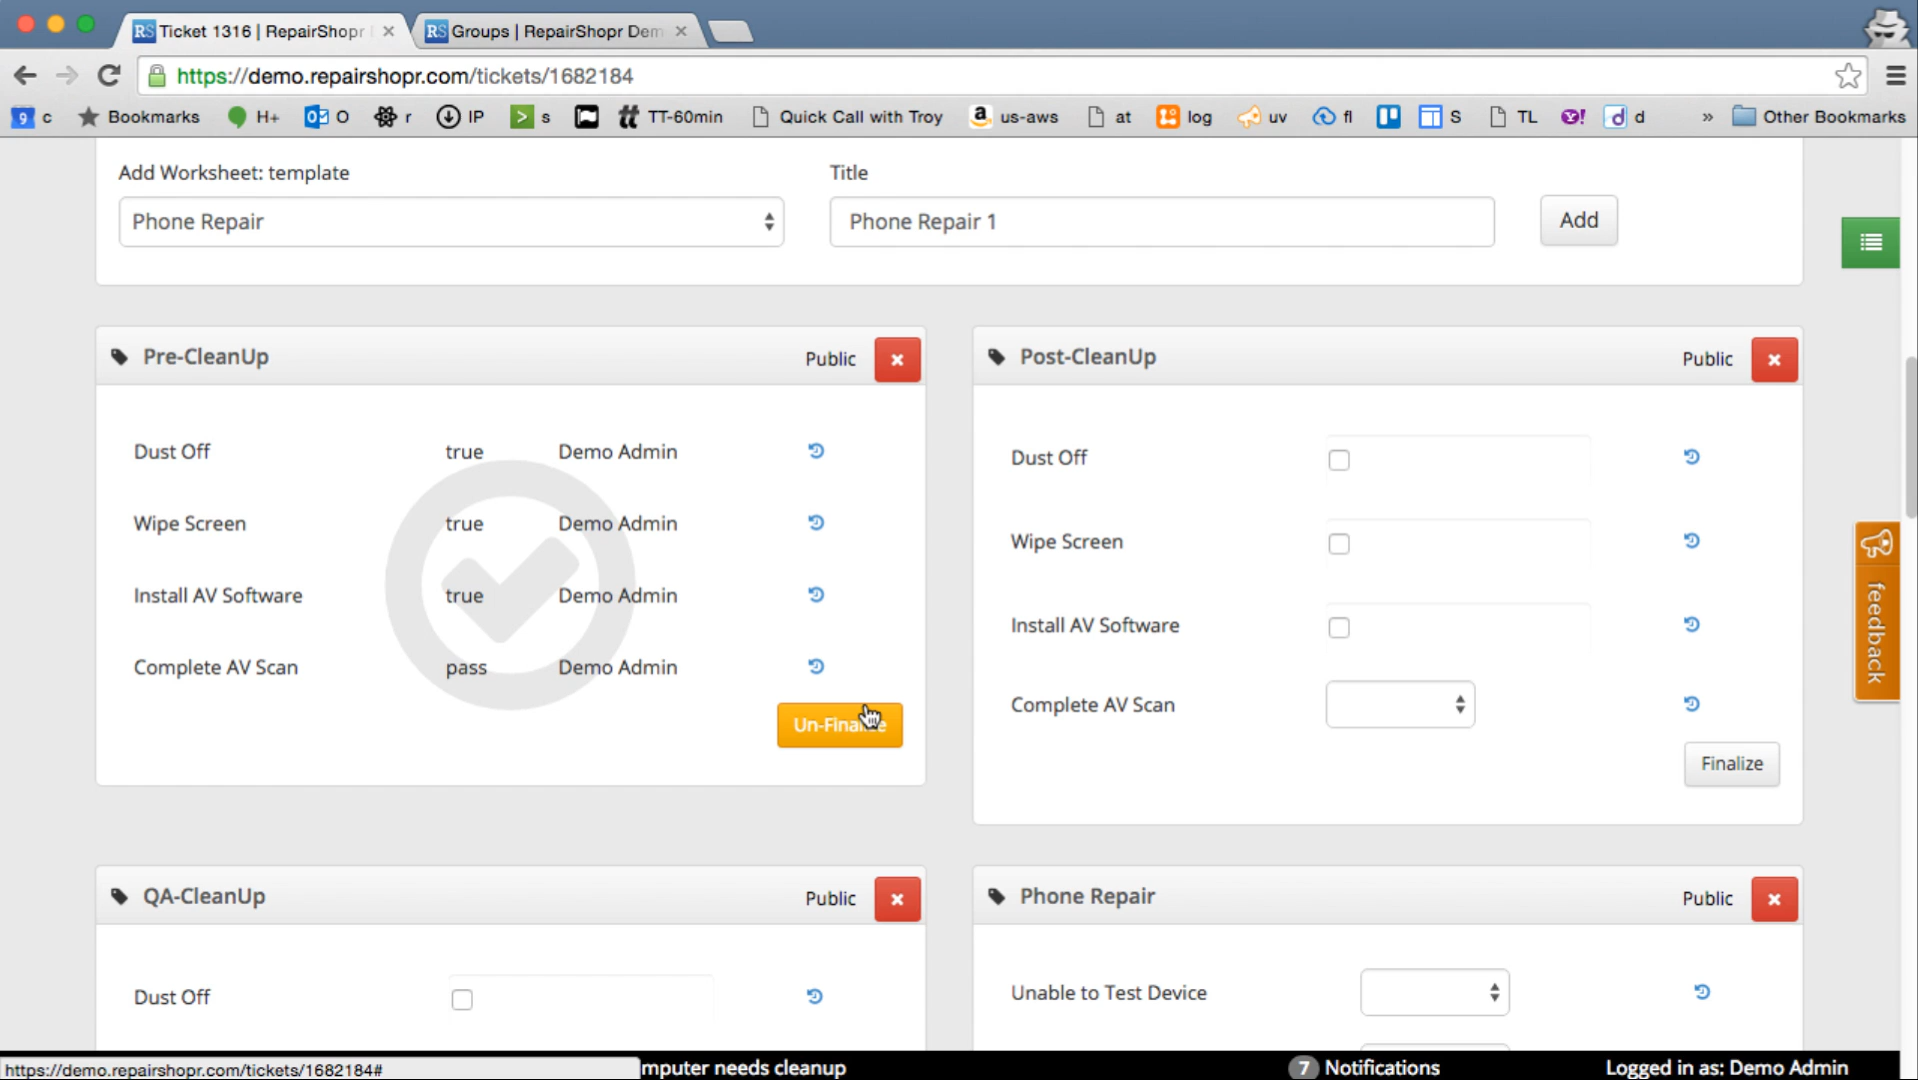 RS Ticket 1316 | RepairShopr
RS Groups | RepairShopr Dem
https://demo.repairshopr.com/tickets/1682184
9 c Bookmarks H+ O r IP s TT-60min Quick Call with Troy us-aws at log uv fl S TL Y! d d » Other Bookmarks
Add Worksheet: template
Title
Phone Repair
Phone Repair 1
Add
Pre-CleanUp
Public
Dust Off true Demo Admin
Wipe Screen true Demo Admin
Install AV Software true Demo Admin
Complete AV Scan pass Demo Admin
Post-CleanUp
Public
Dust Off
Wipe Screen
Install AV Software
Complete AV Scan
Finalize
feedback
QA-CleanUp
Public
Dust Off
Phone Repair
Public
Unable to Test Device
https://demo.repairshopr.com/tickets/1682184#
mputer needs cleanup
7 Notifications
Logged in as: Demo Admin